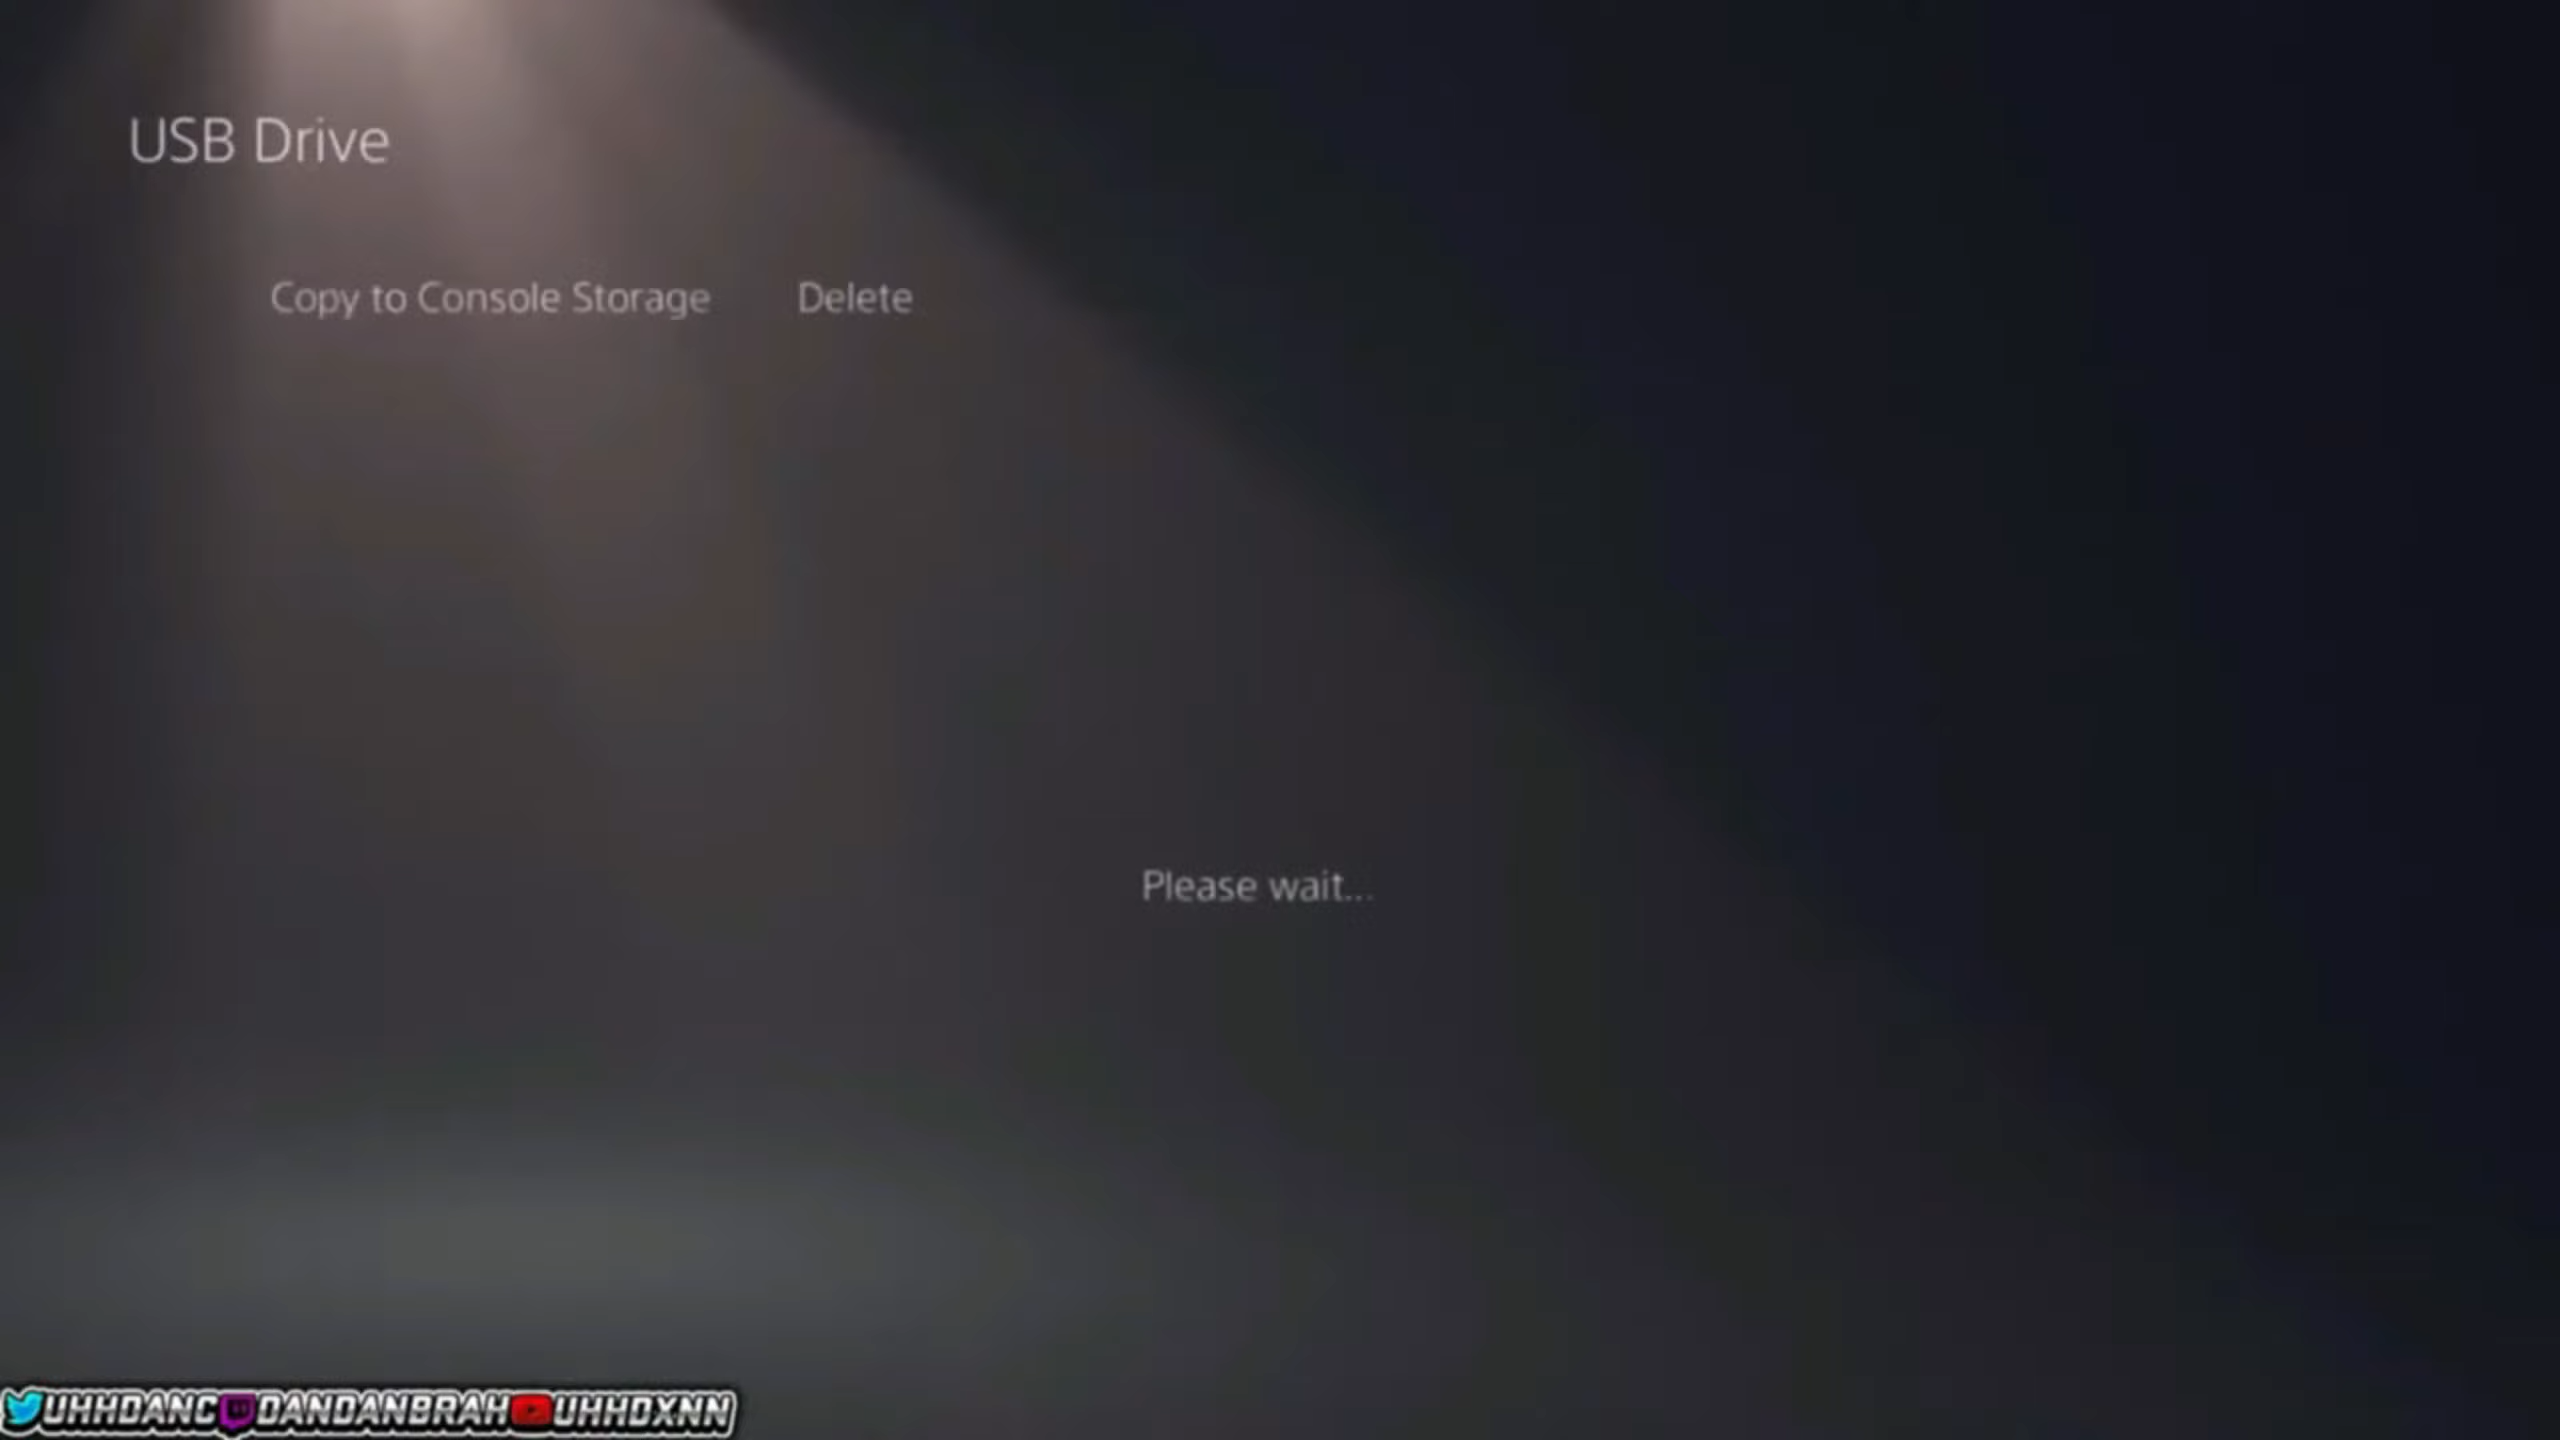 USB Drive
Copy to Console Storage Delete
Please wait...
UHHDANC DANDANBRAH UHHDXNN